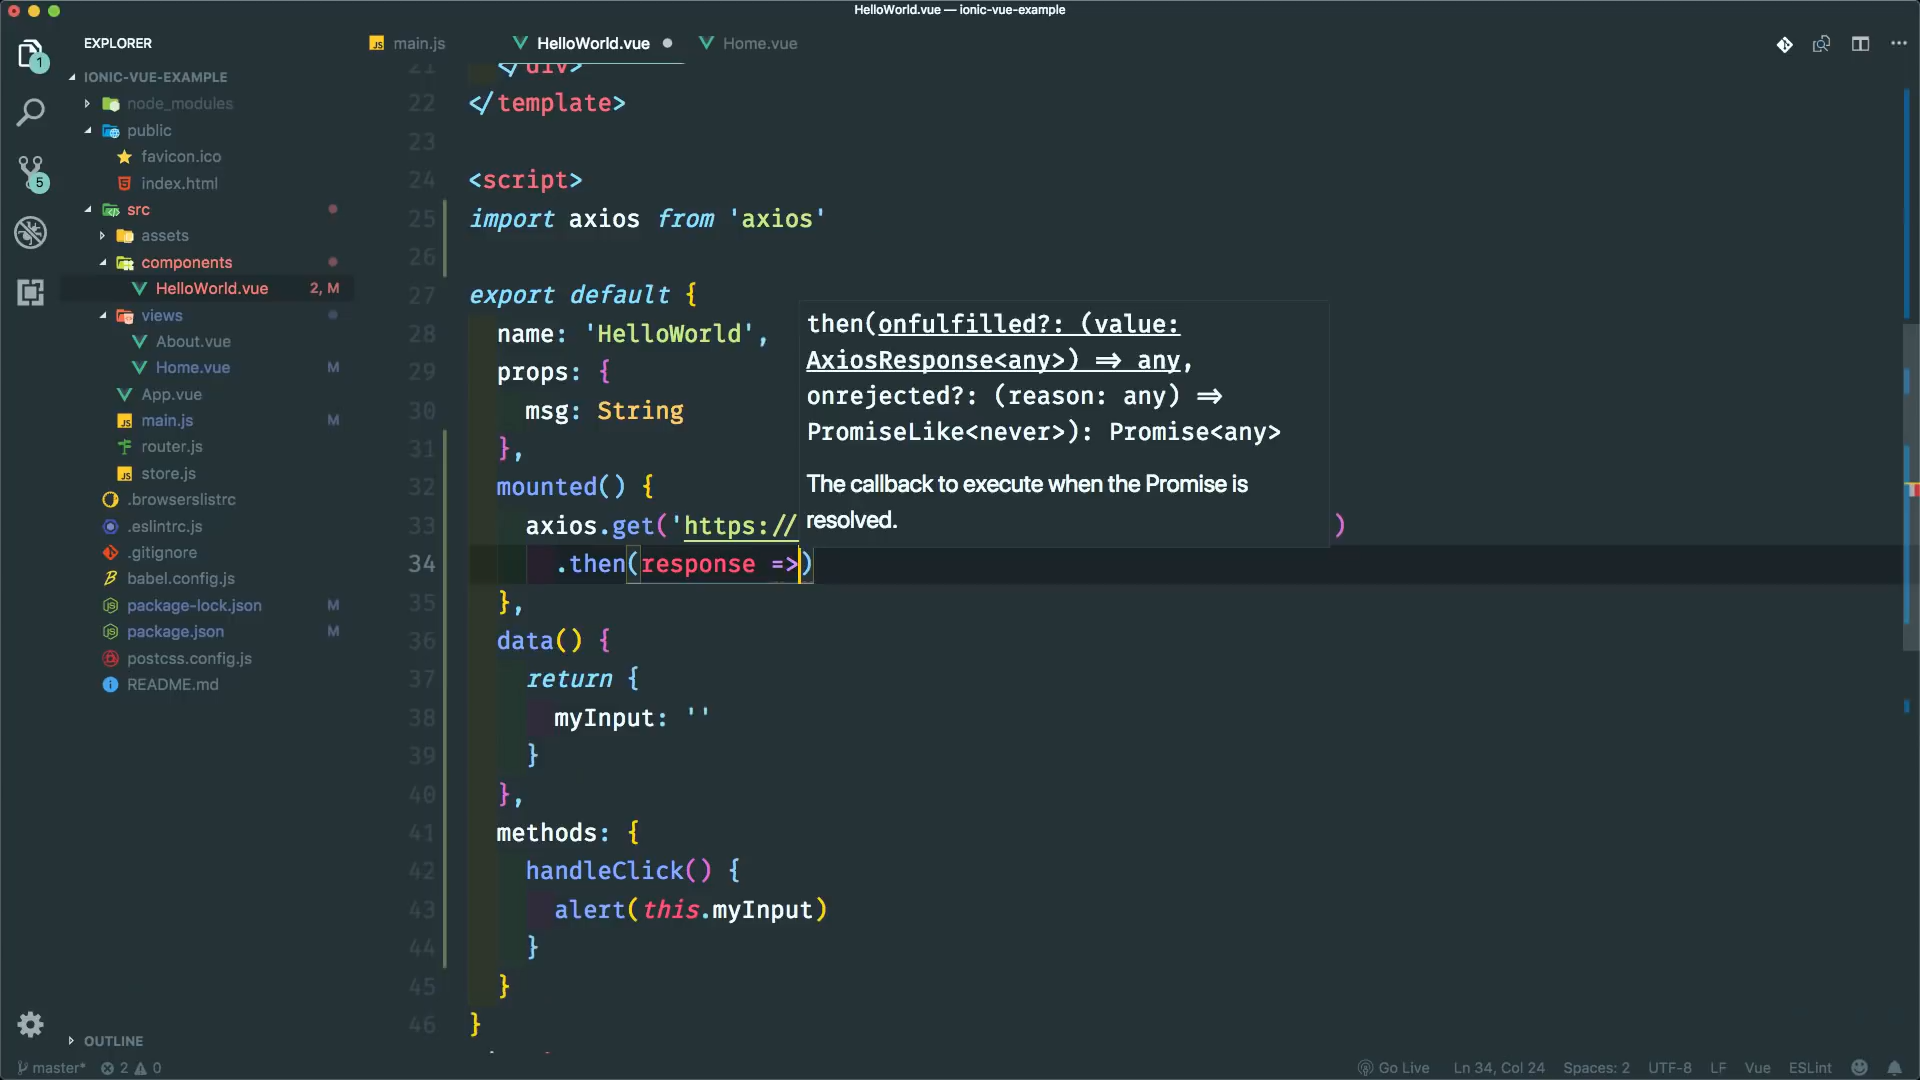 HelloWorld.vue — ionic-vue-example
EXPLORER
main.js
HelloWorld.vue
Home.vue
1
5
IONIC-VUE-EXAMPLE
node_modules
public
favicon.ico
index.html
src
assets
components
HelloWorld.vue 2, M
views
About.vue
Home.vue M
App.vue
main.js M
router.js
store.js
.browserslistrc
.eslintrc.js
.gitignore
babel.config.js
package-lock.json M
package.json M
postcss.config.js
README.md
OUTLINE
21 </div>
22 </template>
23
24 <script>
25 import axios from 'axios'
26
27 export default {
28 name: 'HelloWorld',
29 props: {
30 msg: String
31 },
32 mounted() {
33 axios.get('https:// )
34 .then(response =>)
35 },
36 data() {
37 return {
38 myInput: ''
39 }
40 },
41 methods: {
42 handleClick() {
43 alert(this.myInput)
44 }
45 }
46 }
then(onfulfilled?: (value:
AxiosResponse<any>) => any,
onrejected?: (reason: any) =>
PromiseLike<never>): Promise<any>
The callback to execute when the Promise is
resolved.
master* 2 0
Go Live Ln 34, Col 24 Spaces: 2 UTF-8 LF Vue ESLint